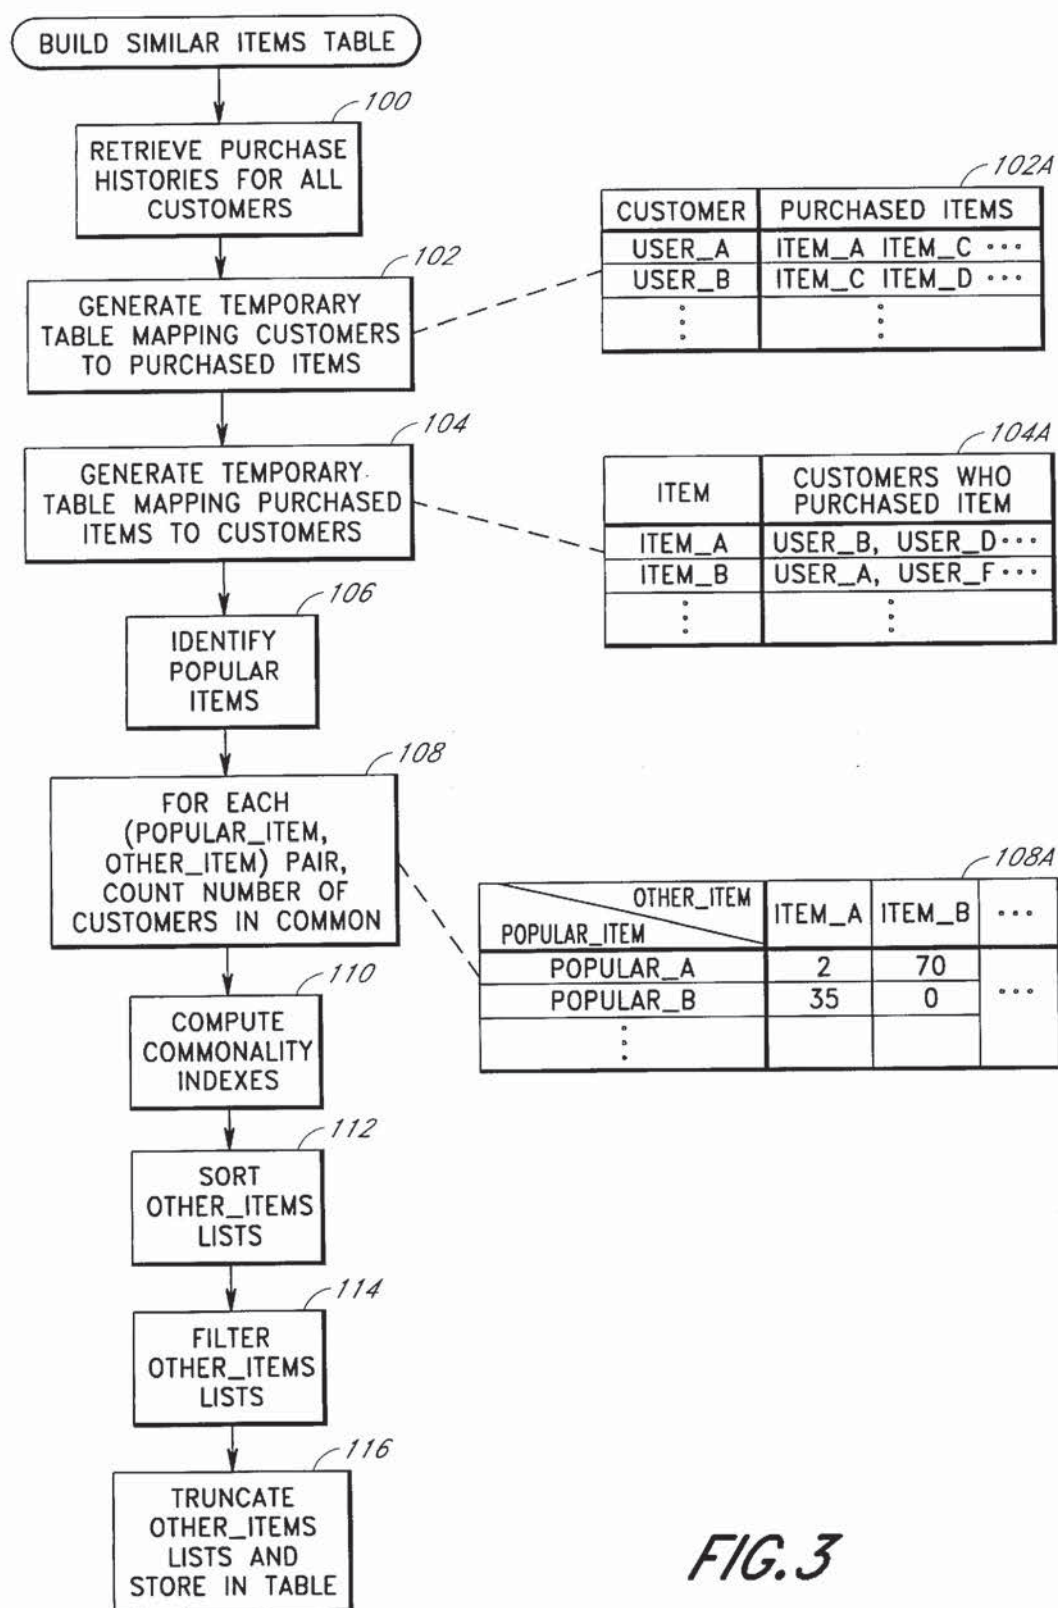 BUILD SIMILAR ITEMS TABLE
100
RETRIEVE PURCHASE
HISTORIES FOR ALL
CUSTOMERS
102
GENERATE TEMPORARY
TABLE MAPPING CUSTOMERS
TO PURCHASED ITEMS
102A
CUSTOMER PURCHASED ITEMS
USER_A ITEM_A ITEM_C ...
USER_B ITEM_C ITEM_D ...
104
GENERATE TEMPORARY
TABLE MAPPING PURCHASED
ITEMS TO CUSTOMERS
104A
ITEM CUSTOMERS WHO
PURCHASED ITEM
ITEM_A USER_B, USER_D...
ITEM_B USER_A, USER_F...
106
IDENTIFY
POPULAR
ITEMS
108
FOR EACH
(POPULAR_ITEM,
OTHER_ITEM) PAIR,
COUNT NUMBER OF
CUSTOMERS IN COMMON
108A
OTHER_ITEM
POPULAR_ITEM
ITEM_A ITEM_B ...
POPULAR_A 2 70
POPULAR_B 35 0 ...
110
COMPUTE
COMMONALITY
INDEXES
112
SORT
OTHER_ITEMS
LISTS
114
FILTER
OTHER_ITEMS
LISTS
116
TRUNCATE
OTHER_ITEMS
LISTS AND
STORE IN TABLE
FIG.3